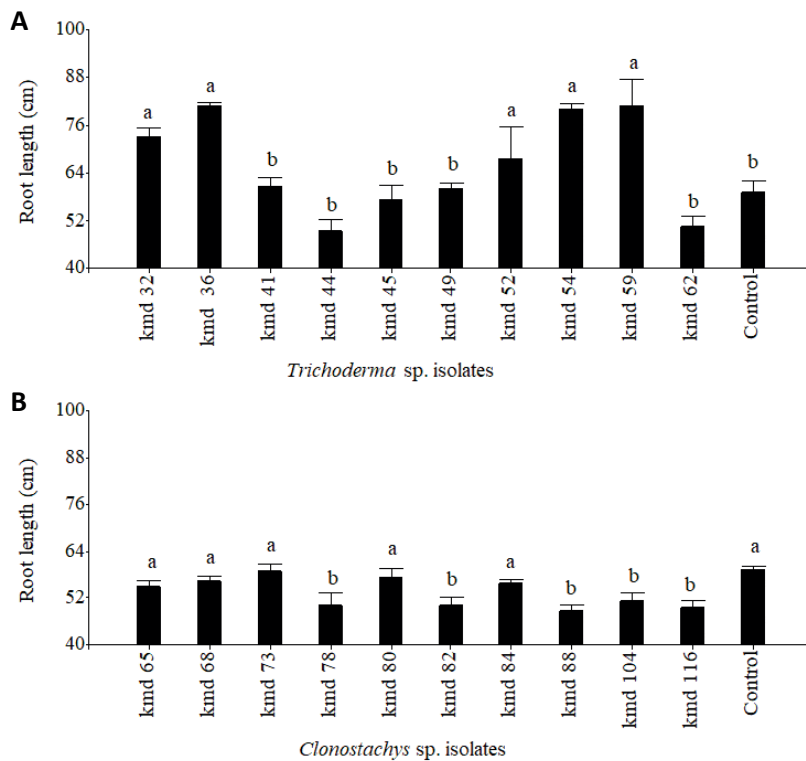 A
Root length (cm)
100
88
76
64
52
40
a
a
b
b
b
b
a
a
a
b
b
kmd 32
kmd 36
kmd 41
kmd 44
kmd 45
kmd 49
kmd 52
kmd 54
kmd 59
kmd 62
Control
Trichoderma sp. isolates
B
Root length (cm)
100
88
76
64
52
40
a
a
a
b
a
b
a
b
b
b
a
kmd 65
kmd 68
kmd 73
kmd 78
kmd 80
kmd 82
kmd 84
kmd 88
kmd 104
kmd 116
Control
Clonostachys sp. isolates